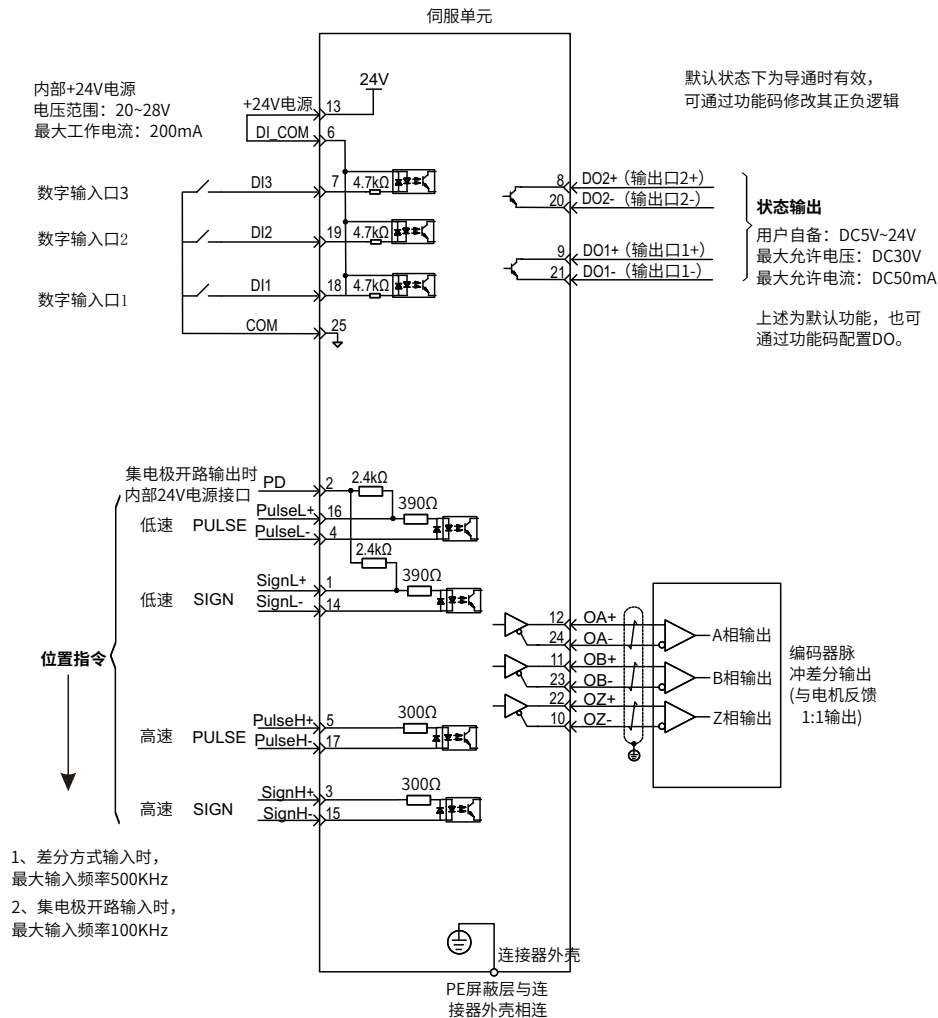 伺服单元
内部+24V电源
电压范围：20~28V
最大工作电流：200mA
24V
+24V电源 13
DI_COM 6
数字输入口3
DI3 7 4.7kΩ
数字输入口2
DI2 19 4.7kΩ
数字输入口1
DI1 18 4.7kΩ
COM 25
默认状态下为导通时有效，
可通过功能码修改其正负逻辑
8 DO2+（输出口2+）
20 DO2-（输出口2-）
9 DO1+（输出口1+）
21 DO1-（输出口1-）
状态输出
用户自备：DC5V~24V
最大允许电压：DC30V
最大允许电流：DC50mA
上述为默认功能，也可
通过功能码配置DO。
集电极开路输出时
内部24V电源接口
PD 2 2.4kΩ
低速 PULSE
PulseL+ 16 390Ω
PulseL- 4
2.4kΩ
低速 SIGN
SignL+ 1 390Ω
SignL- 14
位置指令
高速 PULSE
PulseH+ 5 300Ω
PulseH- 17
高速 SIGN
SignH+ 3 300Ω
SignH- 15
12 OA+
24 OA-
A相输出
11 OB+
23 OB-
B相输出
22 OZ+
10 OZ-
Z相输出
编码器脉
冲差分输出
(与电机反馈
1:1输出)
1、差分方式输入时，
最大输入频率500KHz
2、集电极开路输入时，
最大输入频率100KHz
连接器外壳
PE屏蔽层与连
接器外壳相连